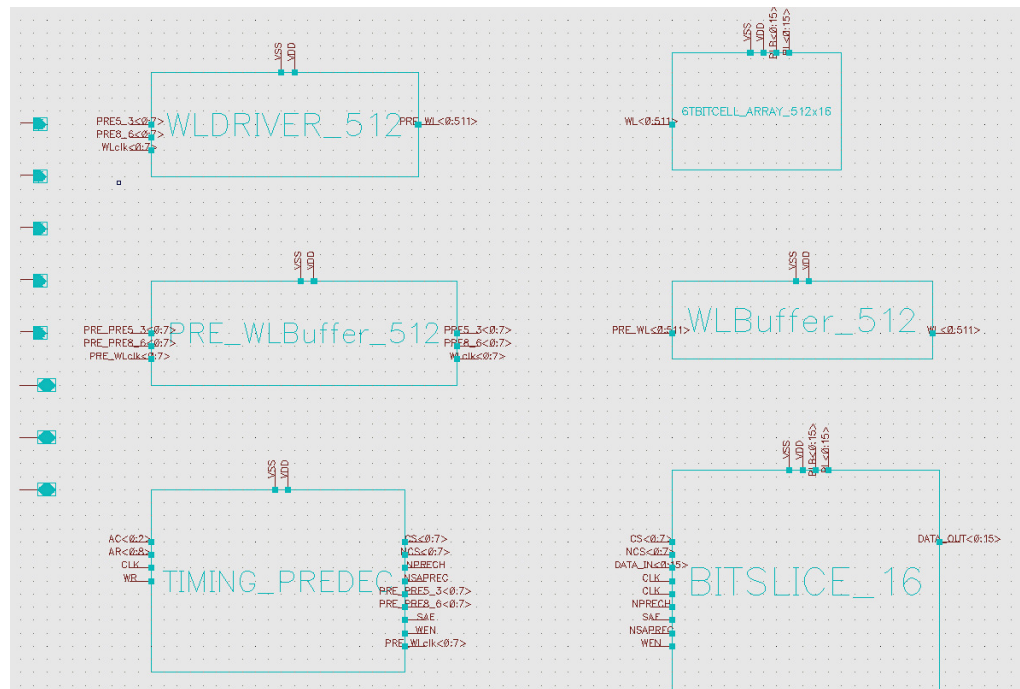 VSS
VDD
PRE5_3<0:7>
PRE8_6<0:7>
WLclk<0:7>
WLDRIVER_512
PRE_WL<0:511>
VSS
VDD
BLR<0:15>
BL<0:15>
WL<0:511>
6TBITCELL_ARRAY_512x16
VSS
VDD
PRE_PRE5_3<0:7>
PRE_PRE8_6<0:7>
PRE_WLclk<0:7>
PRE_WLBuffer_512
PRE5_3<0:7>
PRE8_6<0:7>
WLclk<0:7>
VSS
VDD
PRE_WL<0:511>
WLBuffer_512
WL<0:511>
VSS
VDD
AC<0:2>
AR<0:8>
CLK
WR
TIMING_PREDEC
CS<0:7>
NCS<0:7>
NPRECH
NSAPREC
PRE_PRE5_3<0:7>
PRE_PRE8_6<0:7>
SAE
WEN
PRE_WLclk<0:7>
VSS
VDD
BLR<0:15>
BL<0:15>
CS<0:7>
NCS<0:7>
DATA_IN<0:15>
CLK
CLK
NPRECH
SAE
NSAPREC
WEN
BITSLICE_16
DATA_OUT<0:15>